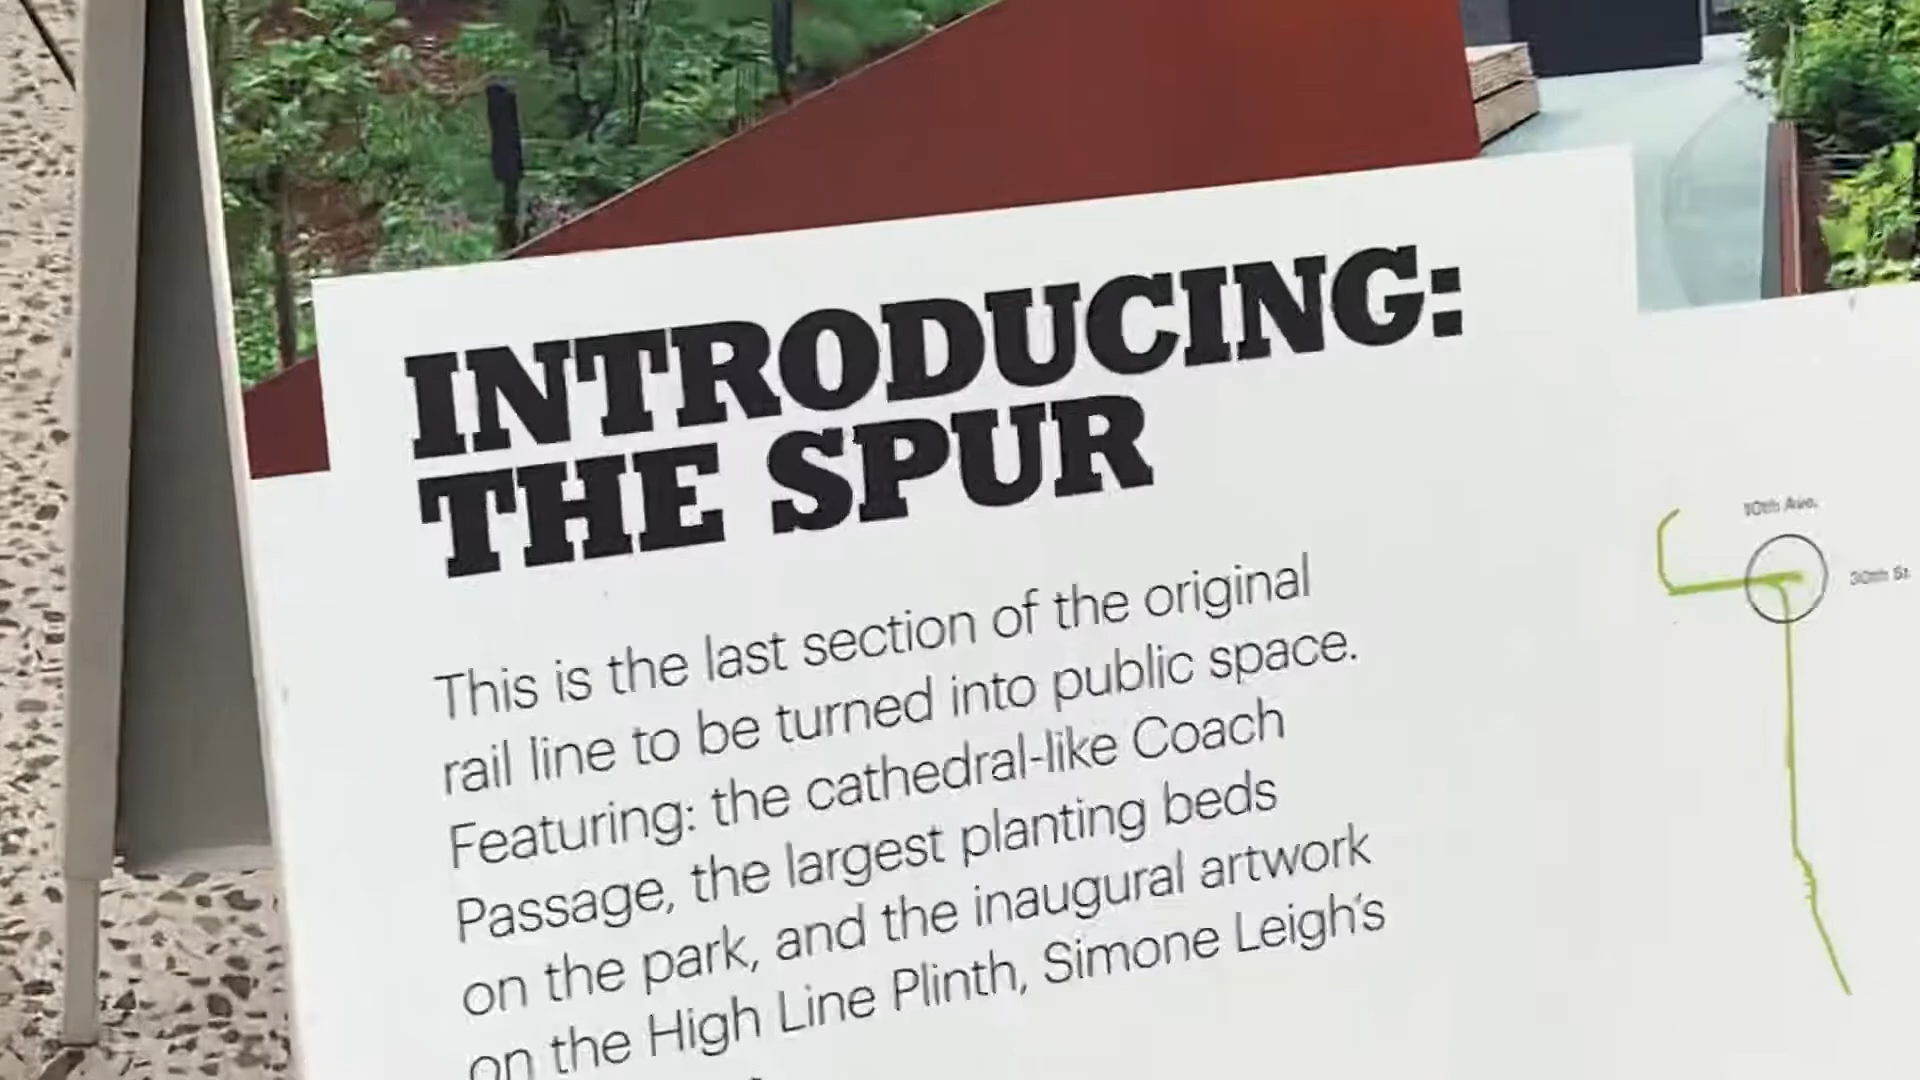 INTRODUCING:
THE SPUR
This is the last section of the original
rail line to be turned into public space.
Featuring: the cathedral-like Coach
Passage, the largest planting beds
on the park, and the inaugural artwork
on the High Line Plinth, Simone Leigh's
10th Ave.
30th St.